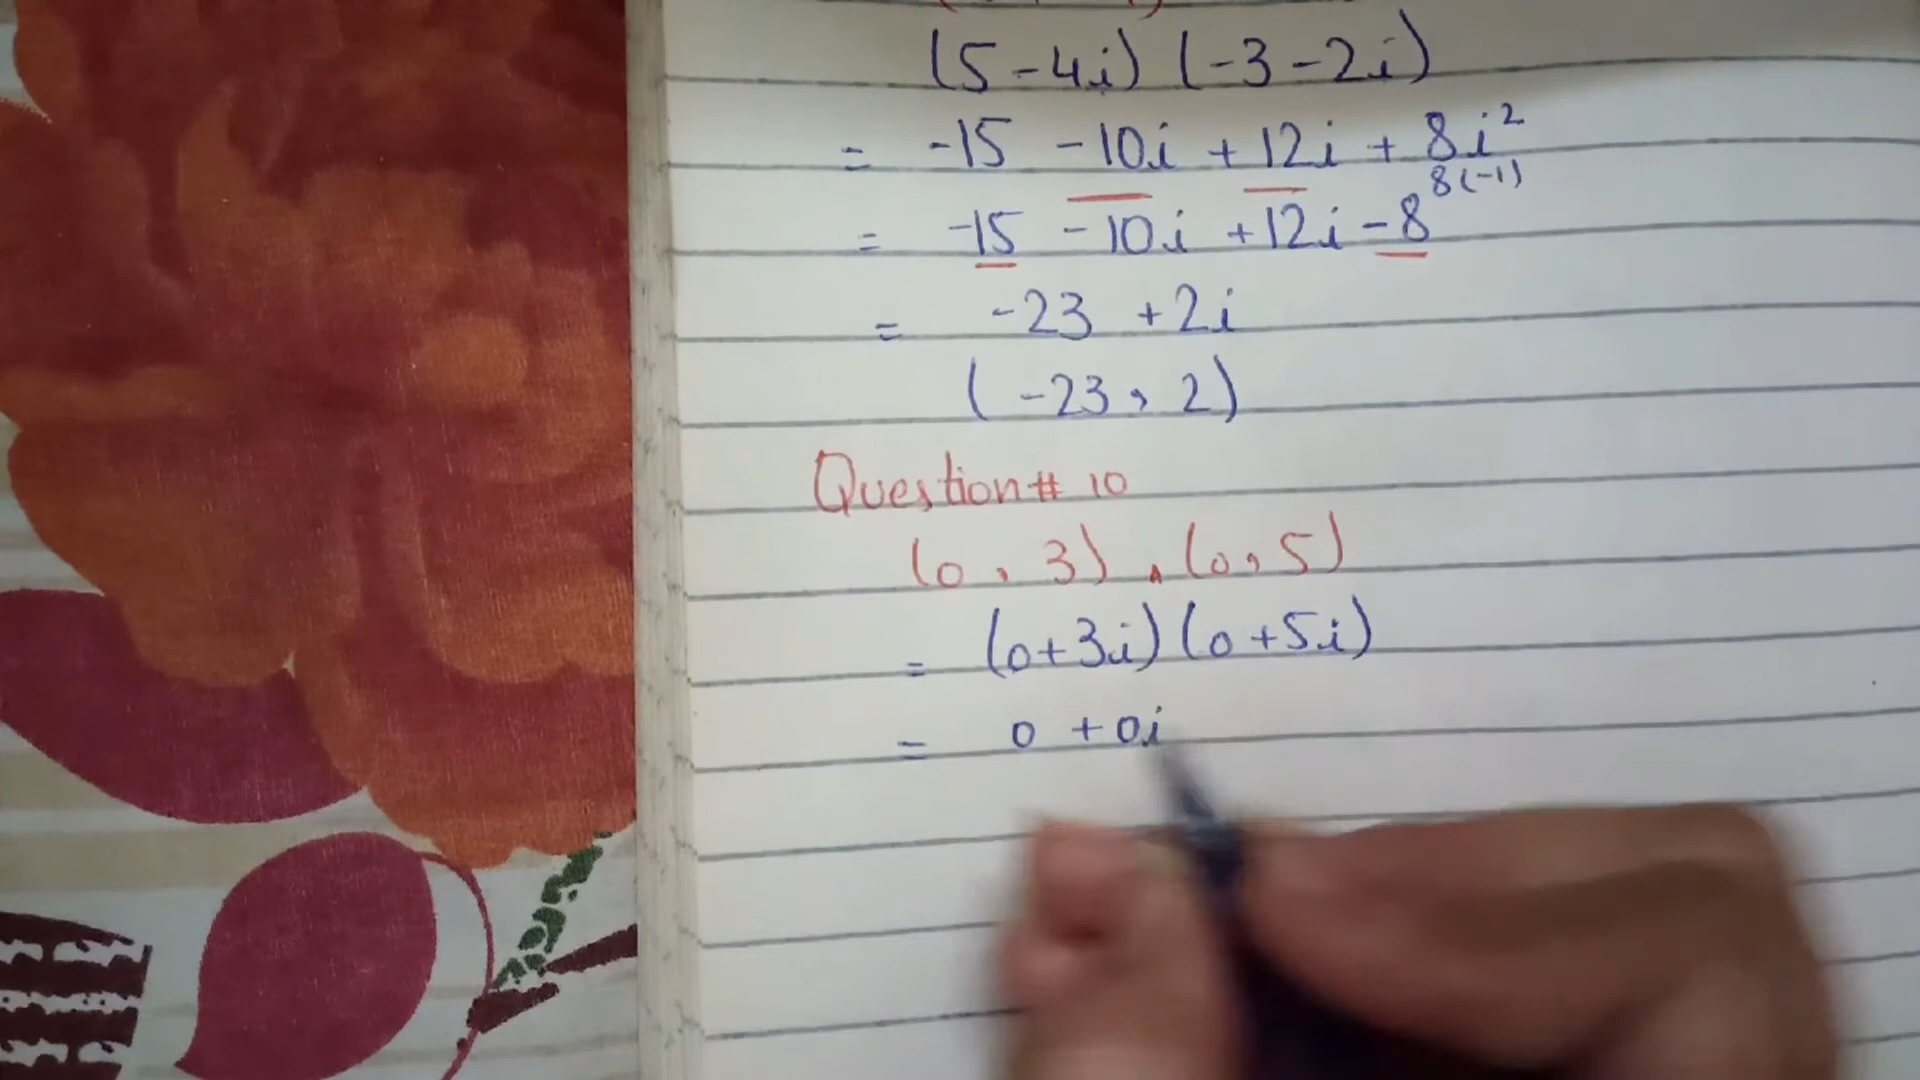 (5-4i) (-3-2i)
= -15 -10i +12i + 8i²
8(-1)
= -15 -10i +12i -8
= -23 +2i
(-23, 2)
Question # 10
(0, 3) . (0, 5)
= (0+3i) (0+5i)
= 0 +0i